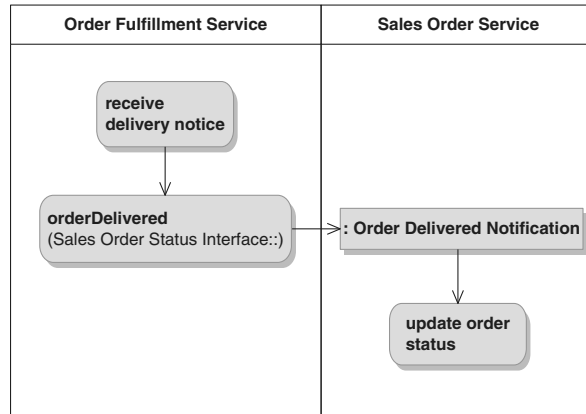 Order Fulfillment Service
Sales Order Service
receive
delivery notice
orderDelivered
(Sales Order Status Interface::)
: Order Delivered Notification
update order
status